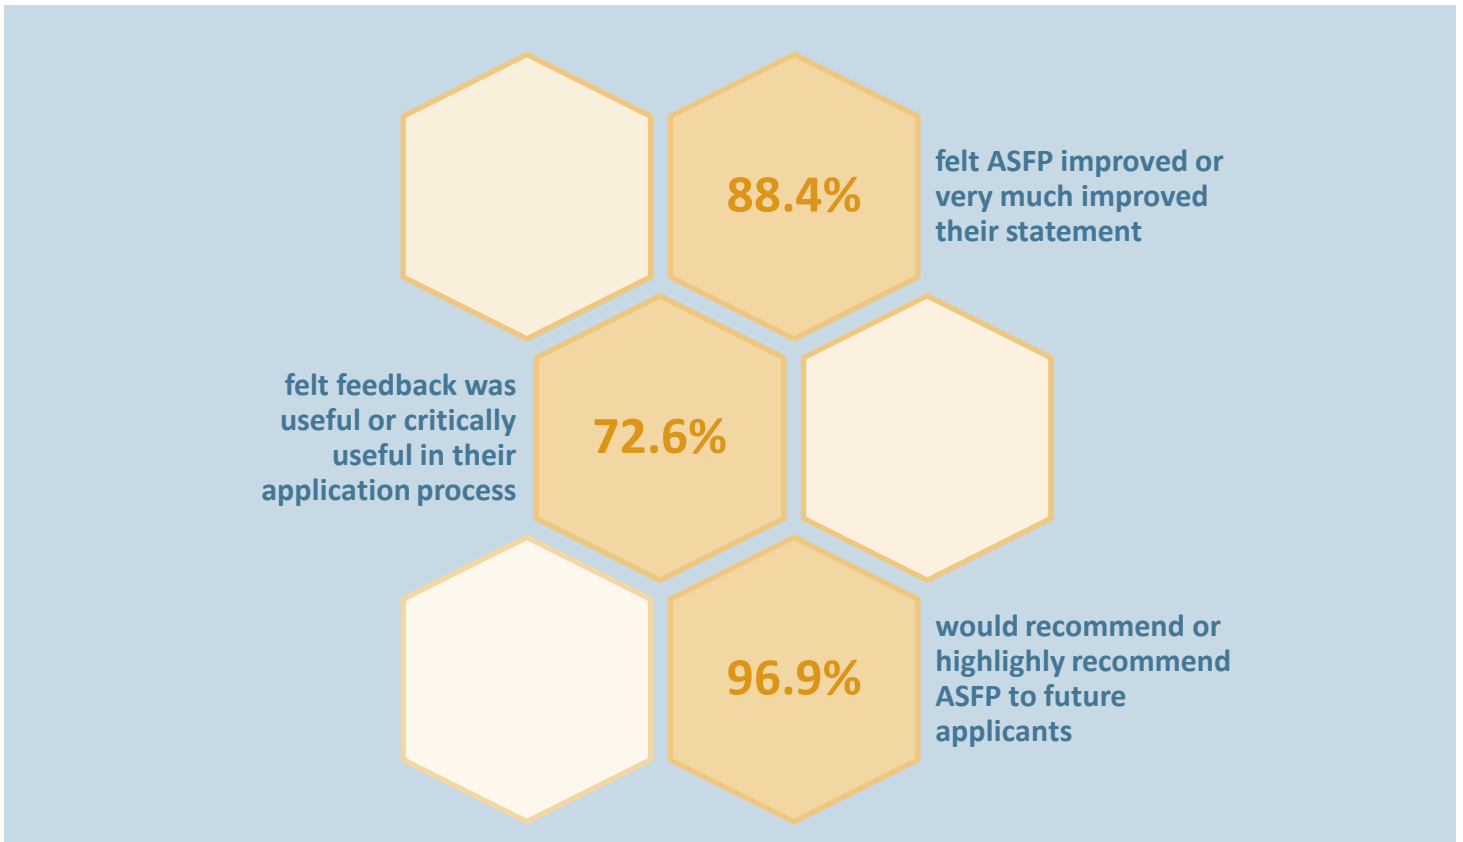 88.4%
felt ASFP improved or
very much improved
their statement
felt feedback was
useful or critically
useful in their
application process
72.6%
96.9%
would recommend or
highlighly recommend
ASFP to future
applicants